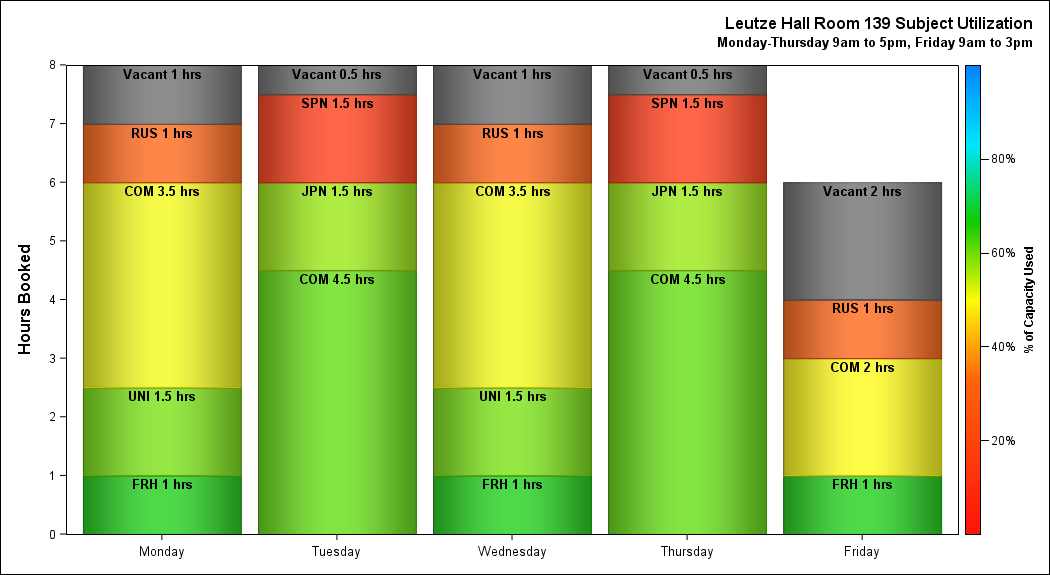 Leutze Hall Room 139 Subject Utilization
Monday-Thursday 9am to 5pm, Friday 9am to 3pm
Hours Booked
8
7
6
5
4
3
2
1
0
Vacant 1 hrs
RUS 1 hrs
COM 3.5 hrs
UNI 1.5 hrs
FRH 1 hrs
Monday
Vacant 0.5 hrs
SPN 1.5 hrs
JPN 1.5 hrs
COM 4.5 hrs
Tuesday
Vacant 1 hrs
RUS 1 hrs
COM 3.5 hrs
UNI 1.5 hrs
FRH 1 hrs
Wednesday
Vacant 0.5 hrs
SPN 1.5 hrs
JPN 1.5 hrs
COM 4.5 hrs
Thursday
Vacant 2 hrs
RUS 1 hrs
COM 2 hrs
FRH 1 hrs
Friday
80%
60%
40%
20%
% of Capacity Used